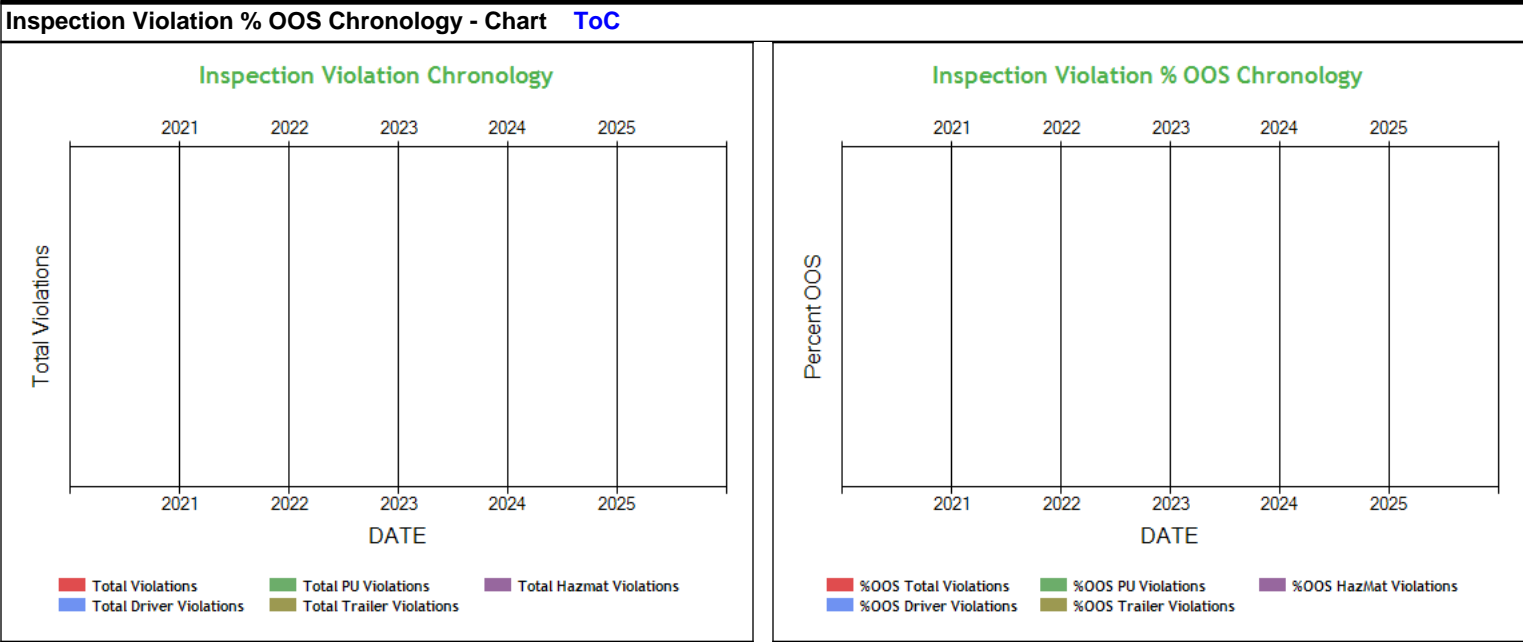 Inspection Violation % OOS Chronology - Chart ToC
Inspection Violation Chronology
2021 2022 2023 2024 2025
Total Violations
2021 2022 2023 2024 2025
DATE
Total Violations Total PU Violations Total Hazmat Violations
Total Driver Violations Total Trailer Violations
Inspection Violation % OOS Chronology
2021 2022 2023 2024 2025
Percent OOS
2021 2022 2023 2024 2025
DATE
%OOS Total Violations %OOS PU Violations %OOS HazMat Violations
%OOS Driver Violations %OOS Trailer Violations